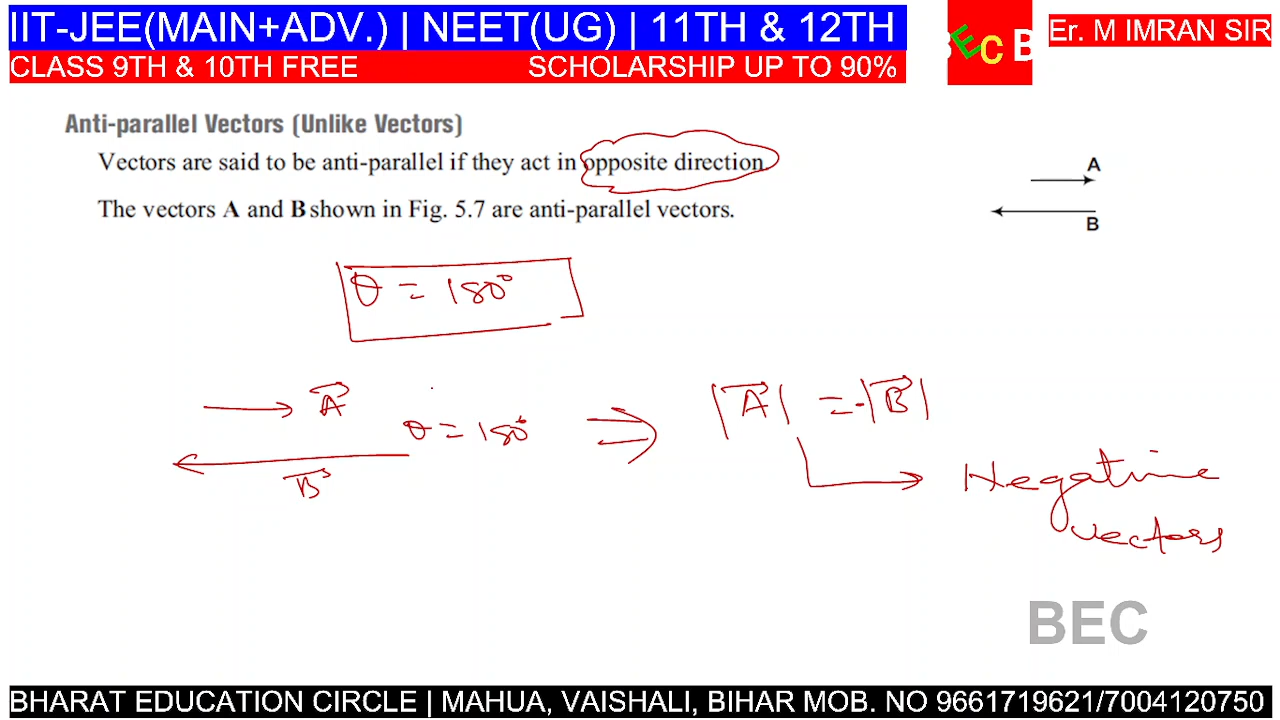 IIT-JEE(MAIN+ADV.) | NEET(UG) | 11TH & 12TH
BEC B
Er. M IMRAN SIR
CLASS 9TH & 10TH FREE SCHOLARSHIP UP TO 90%
Anti-parallel Vectors (Unlike Vectors)
Vectors are said to be anti-parallel if they act in opposite direction.
A
The vectors A and B shown in Fig. 5.7 are anti-parallel vectors.
B
θ = 180°
A⃗
θ = 180° ⇒ |A⃗| = -|B⃗|
B⃗
Negative
vectors
BEC
BHARAT EDUCATION CIRCLE | MAHUA, VAISHALI, BIHAR MOB. NO 9661719621/7004120750